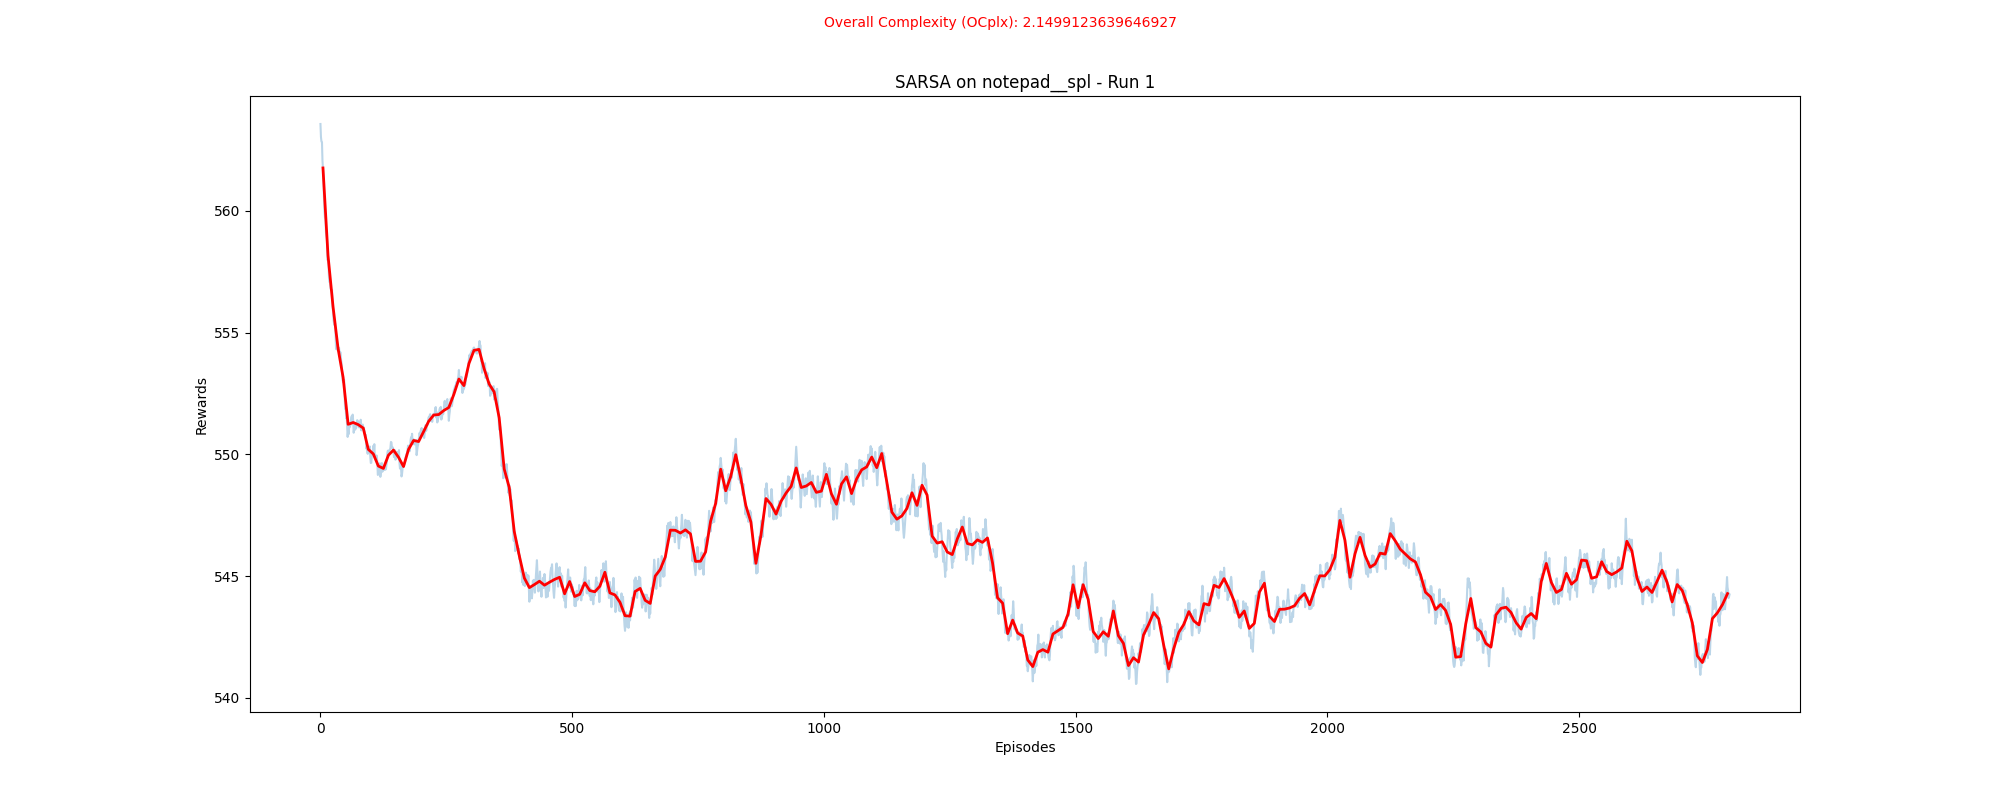 Overall Complexity (OCplx): 2.1499123639646927
SARSA on notepad__spl - Run 1
Rewards
560
555
550
545
540
0 500 1000 1500 2000 2500
Episodes